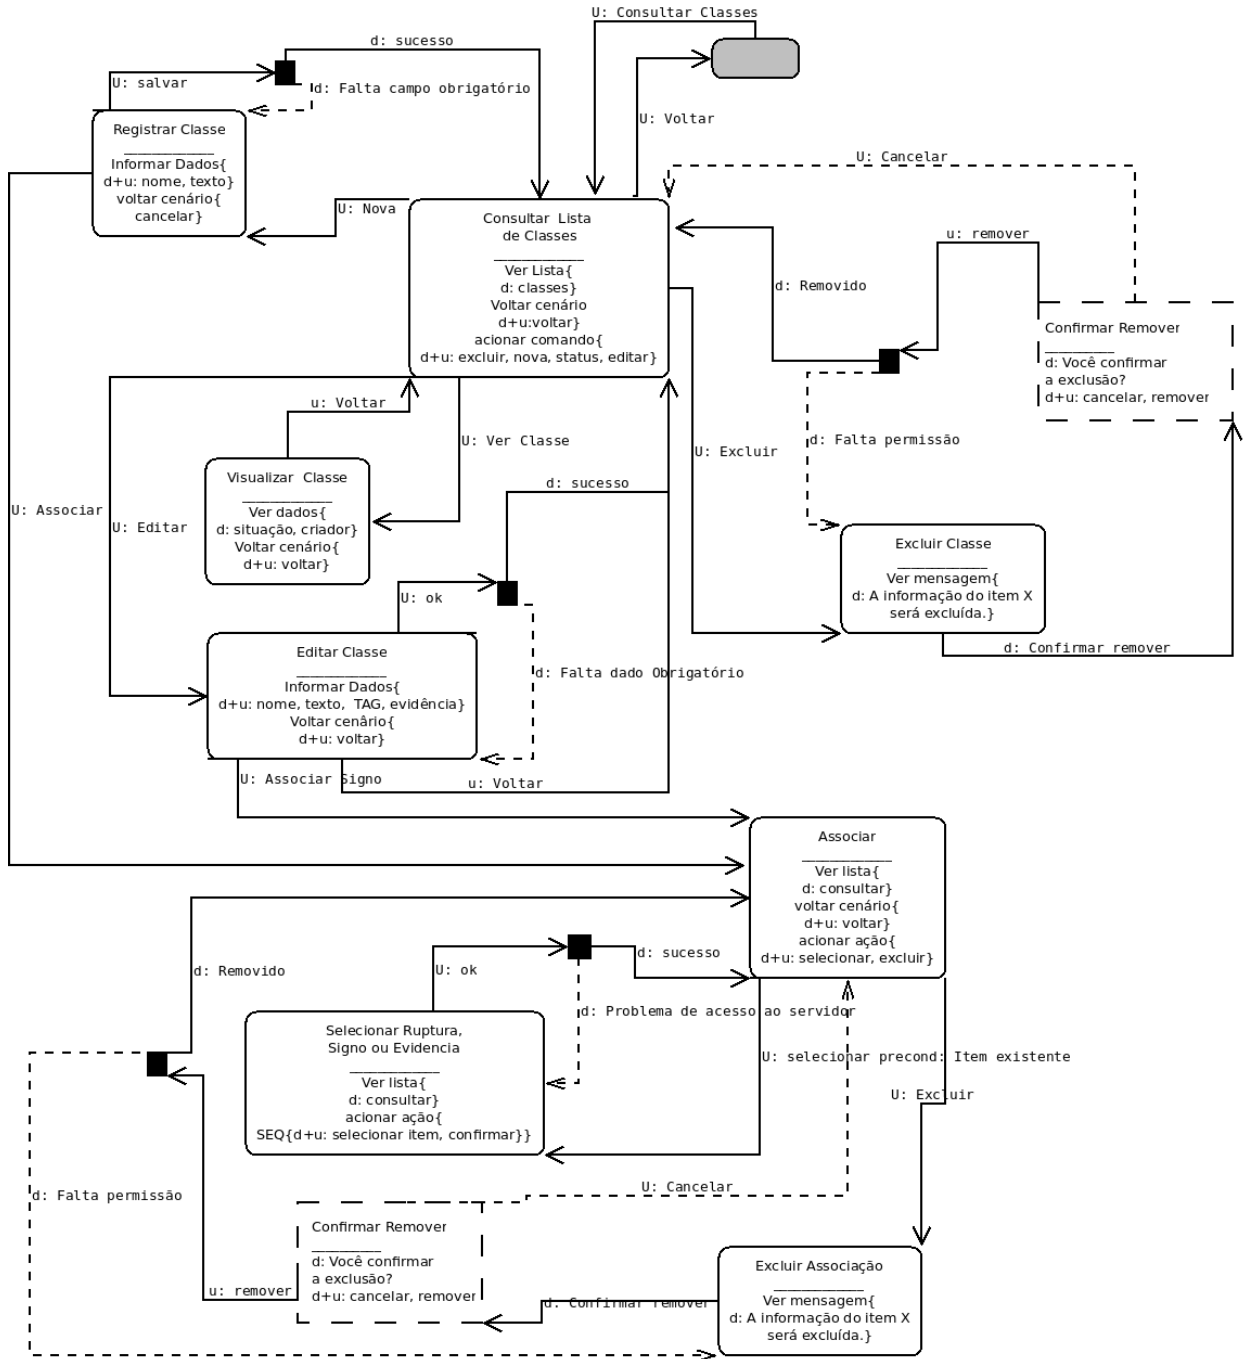 U: Consultar Classes
d: sucesso
U: salvar
d: Falta campo obrigatório
U: Voltar
Registrar Classe
Informar Dados{
d+u: nome, texto}
voltar cenário{
cancelar}
U: Cancelar
U: Nova
Consultar Lista
de Classes
Ver Lista{
d: classes}
Voltar cenário
d+u:voltar}
acionar comando{
d+u: excluir, nova, status, editar}
u: remover
d: Removido
Confirmar Remover
d: Você confirmar
a exclusão?
d+u: cancelar, remover
u: Voltar
U: Ver Classe
d: Falta permissão
U: Excluir
Visualizar Classe
Ver dados{
d: situação, criador}
Voltar cenário{
d+u: voltar}
d: sucesso
U: Associar
U: Editar
Excluir Classe
Ver mensagem{
d: A informação do item X
será excluída.}
U: ok
d: Confirmar remover
Editar Classe
Informar Dados{
d+u: nome, texto, TAG, evidência}
Voltar cenârio{
d+u: voltar}
d: Falta dado Obrigatório
U: Associar Signo
u: Voltar
Associar
Ver lista{
d: consultar}
voltar cenário{
d+u: voltar}
acionar ação{
d+u: selecionar, excluir}
d: Removido
U: ok
d: sucesso
d: Problema de acesso ao servidor
Selecionar Ruptura,
Signo ou Evidencia
Ver lista{
d: consultar}
acionar ação{
SEQ{d+u: selecionar item, confirmar}}
U: selecionar precond: Item existente
U: Excluir
d: Falta permissão
U: Cancelar
Confirmar Remover
d: Você confirmar
a exclusão?
d+u: cancelar, remover
u: remover
d: Confirmar remover
Excluir Associação
Ver mensagem{
d: A informação do item X
será excluída.}